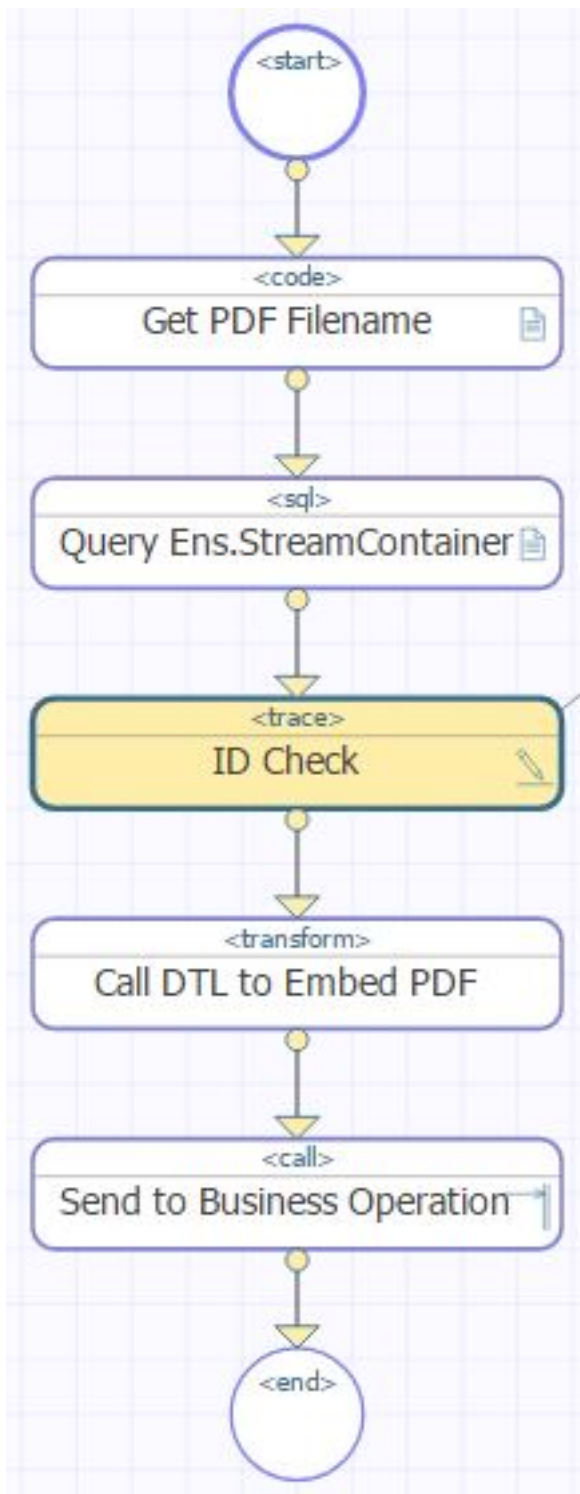 <start>
<code>
Get PDF Filename
<sql>
Query Ens.StreamContainer
<trace>
ID Check
<transform>
Call DTL to Embed PDF
<call>
Send to Business Operation
<end>